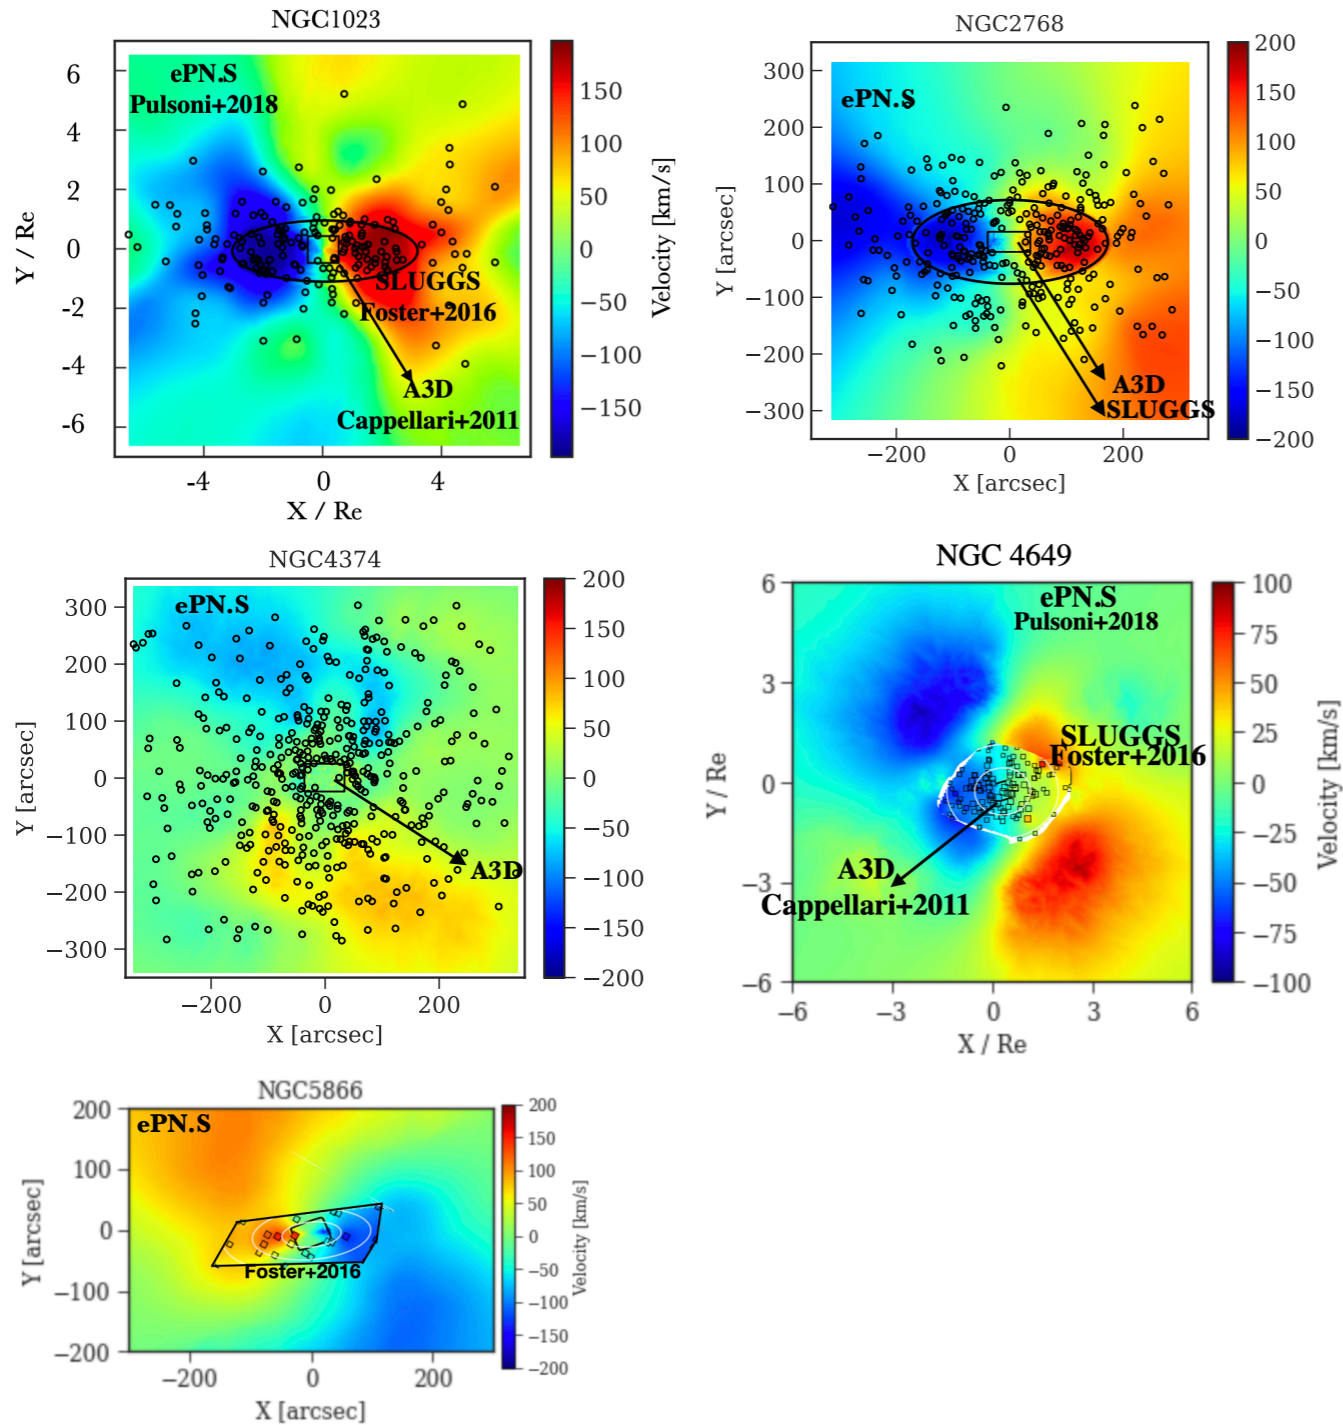 NGC1023
ePN.S
Pulsoni+2018
SLUGGS
Foster+2016
A3D
Cappellari+2011
6
4
2
0
-2
-4
-6
Y / Re
-4
0
4
X / Re
150
100
50
0
−50
−100
−150
Velocity [km/s]
NGC2768
ePN.S
A3D
SLUGGS
300
200
100
0
−100
−200
−300
Y [arcsec]
−200
0
200
X [arcsec]
200
150
100
50
0
−50
−100
−150
−200
NGC4374
ePN.S
A3D
300
200
100
0
−100
−200
−300
Y [arcsec]
−200
0
200
X [arcsec]
200
150
100
50
0
−50
−100
−150
−200
NGC 4649
ePN.S
Pulsoni+2018
SLUGGS
Foster+2016
A3D
Cappellari+2011
6
3
0
−3
−6
Y / Re
−6
−3
0
3
6
X / Re
100
75
50
25
0
−25
−50
−75
−100
Velocity [km/s]
NGC5866
ePN.S
Foster+2016
200
100
0
−100
−200
Y [arcsec]
−200
0
200
X [arcsec]
200
150
100
50
0
−50
−100
−150
−200
Velocity [km/s]